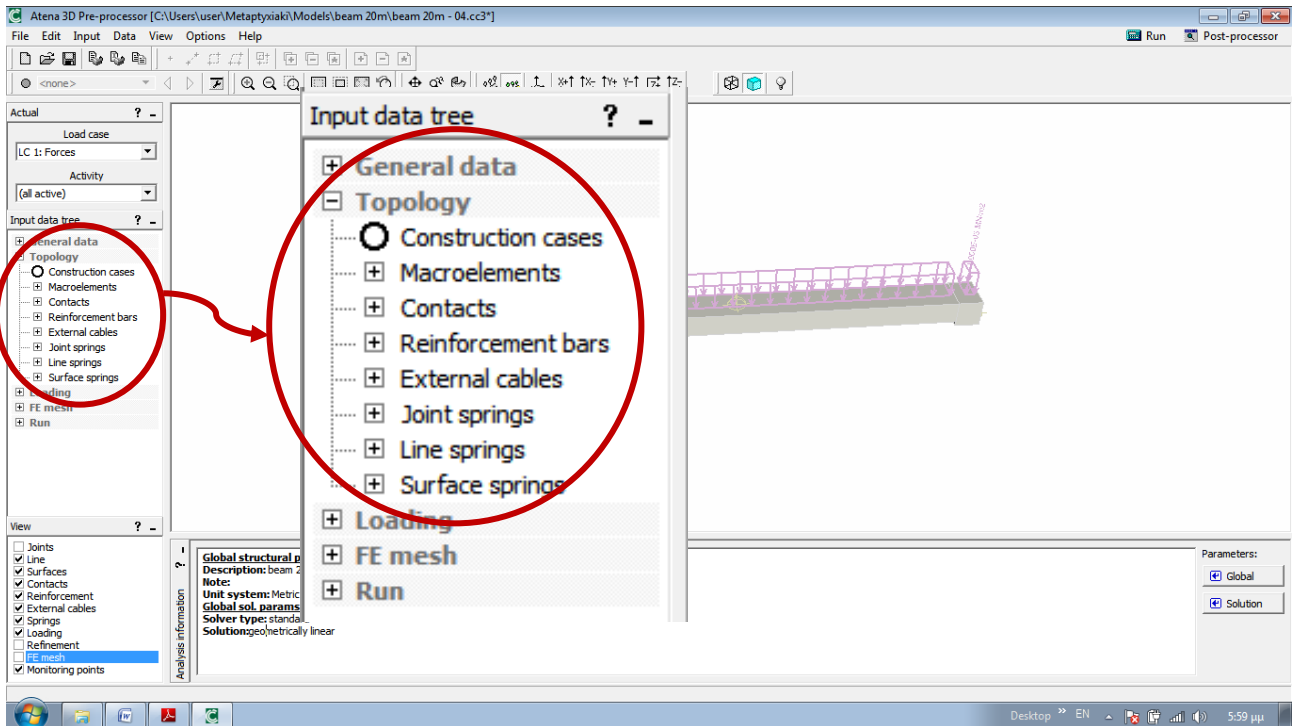 Atena 3D Pre-processor [C:\Users\user\Metaptyxiaki\Models\beam 20m\beam 20m - 04.cc3*]
File Edit Input Data View Options Help
Run Post-processor
<none>
X+↑ ↑X- ↑Y+ Y-↑ ↑Z-
Actual ? -
Load case
LC 1: Forces
Activity
(all active)
Input data tree ? -
General data
Topology
Construction cases
Macroelements
Contacts
Reinforcement bars
External cables
Joint springs
Line springs
Surface springs
Loading
FE mesh
Run
Input data tree ? -
General data
Topology
Construction cases
Macroelements
Contacts
Reinforcement bars
External cables
Joint springs
Line springs
Surface springs
Loading
FE mesh
Run
View ? -
Joints
Line
Surfaces
Contacts
Reinforcement
External cables
Springs
Loading
Refinement
FE mesh
Monitoring points
Analysis information ? -
Global structural p
Description: beam 2
Note:
Unit system: Metric
Global sol. params
Solver type: standa
Solution: geometrically linear
Parameters:
Global
Solution
Desktop » EN 5:59 μμ